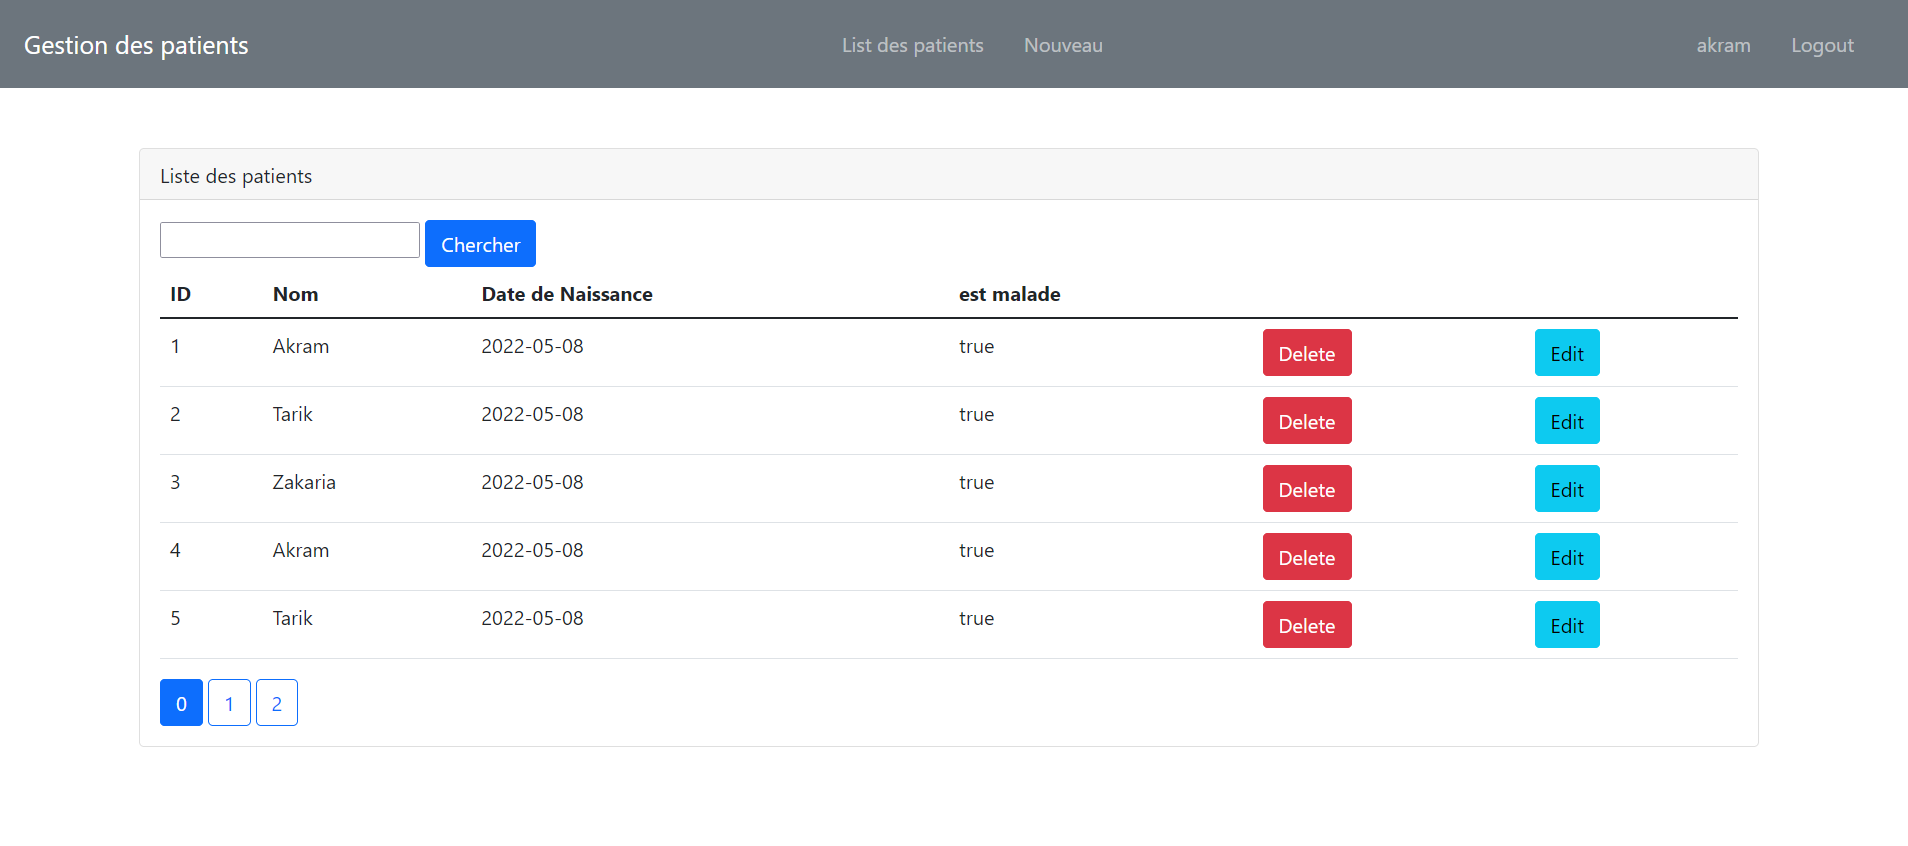 Gestion des patients List des patients Nouveau akram Logout
Liste des patients
Chercher
ID Nom Date de Naissance est malade
1 Akram 2022-05-08 true Delete Edit
2 Tarik 2022-05-08 true Delete Edit
3 Zakaria 2022-05-08 true Delete Edit
4 Akram 2022-05-08 true Delete Edit
5 Tarik 2022-05-08 true Delete Edit
0 1 2